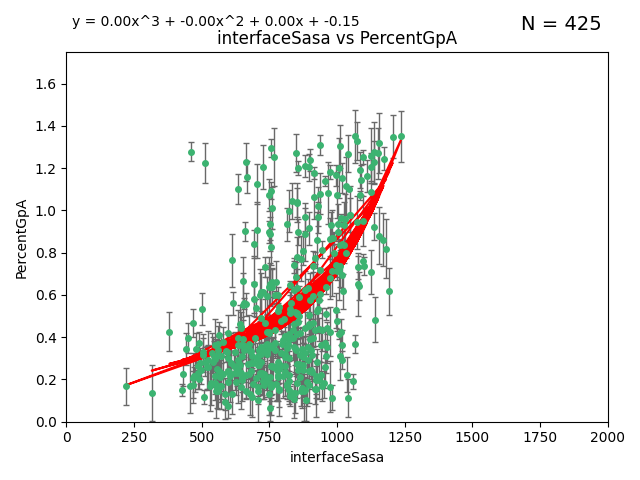 y = 0.00x^3 + -0.00x^2 + 0.00x + -0.15
N = 425
interfaceSasa vs PercentGpA
PercentGpA
1.6
1.4
1.2
1.0
0.8
0.6
0.4
0.2
0.0
0 250 500 750 1000 1250 1500 1750 2000
interfaceSasa